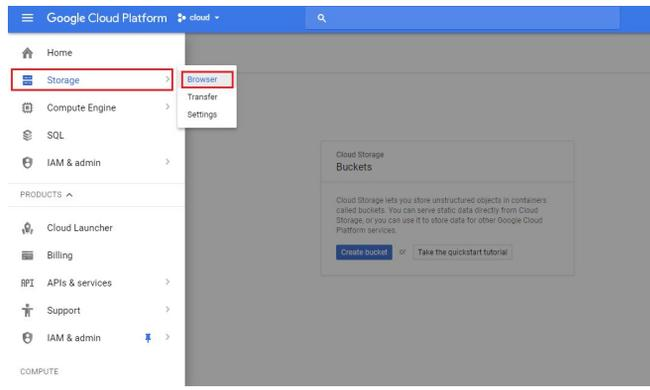 Google Cloud Platform cloud
Home
Storage
Browser
Transfer
Settings
Compute Engine
SQL
IAM & admin
PRODUCTS
Cloud Launcher
Billing
API APIs & services
Support
IAM & admin
COMPUTE
Cloud Storage
Buckets
Cloud Storage lets you store unstructured objects in containers
called buckets. You can serve static data directly from Cloud
Storage, or you can use it to store data for other Google Cloud
Platform services.
Create bucket or Take the quickstart tutorial